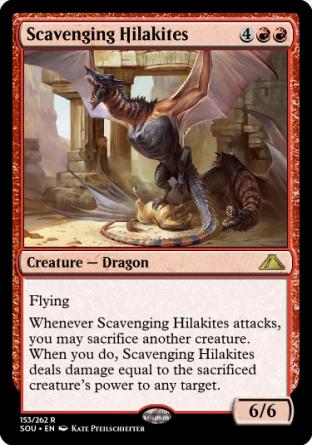 Scavenging Hilakites 4
Creature — Dragon
Flying
Whenever Scavenging Hilakites attacks,
you may sacrifice another creature.
When you do, Scavenging Hilakites
deals damage equal to the sacrificed
creature's power to any target.
153/262 R
SOU • EN Kate Pfeilschiefter
6/6